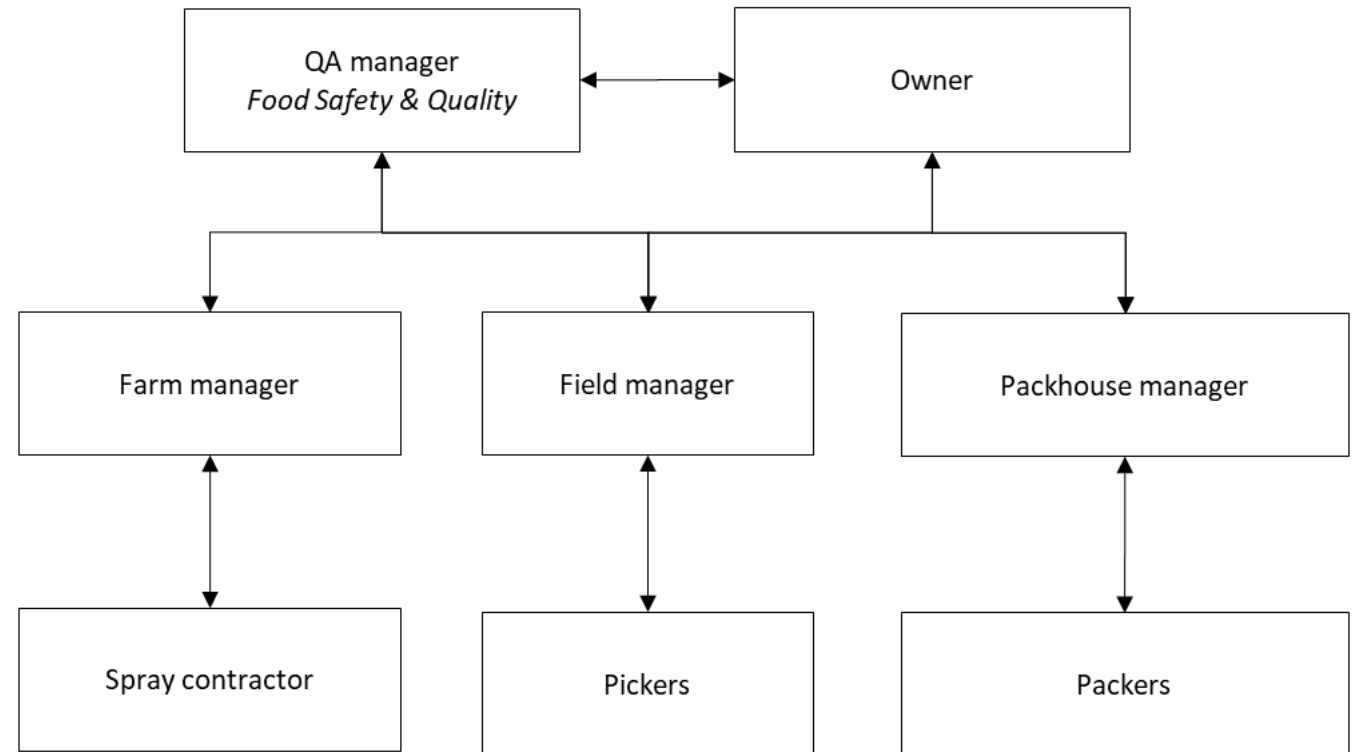 QA manager
Food Safety & Quality
Owner
Farm manager
Field manager
Packhouse manager
Spray contractor
Pickers
Packers